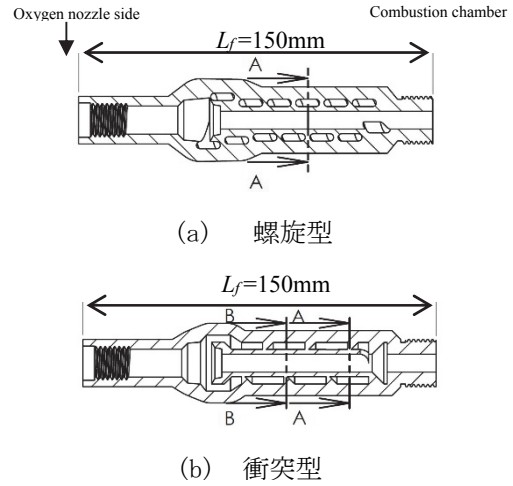 Oxygen nozzle side
Combustion chamber
Lf=150mm
A
A
(a) 螺旋型
Lf=150mm
B A
B A
(b) 衝突型